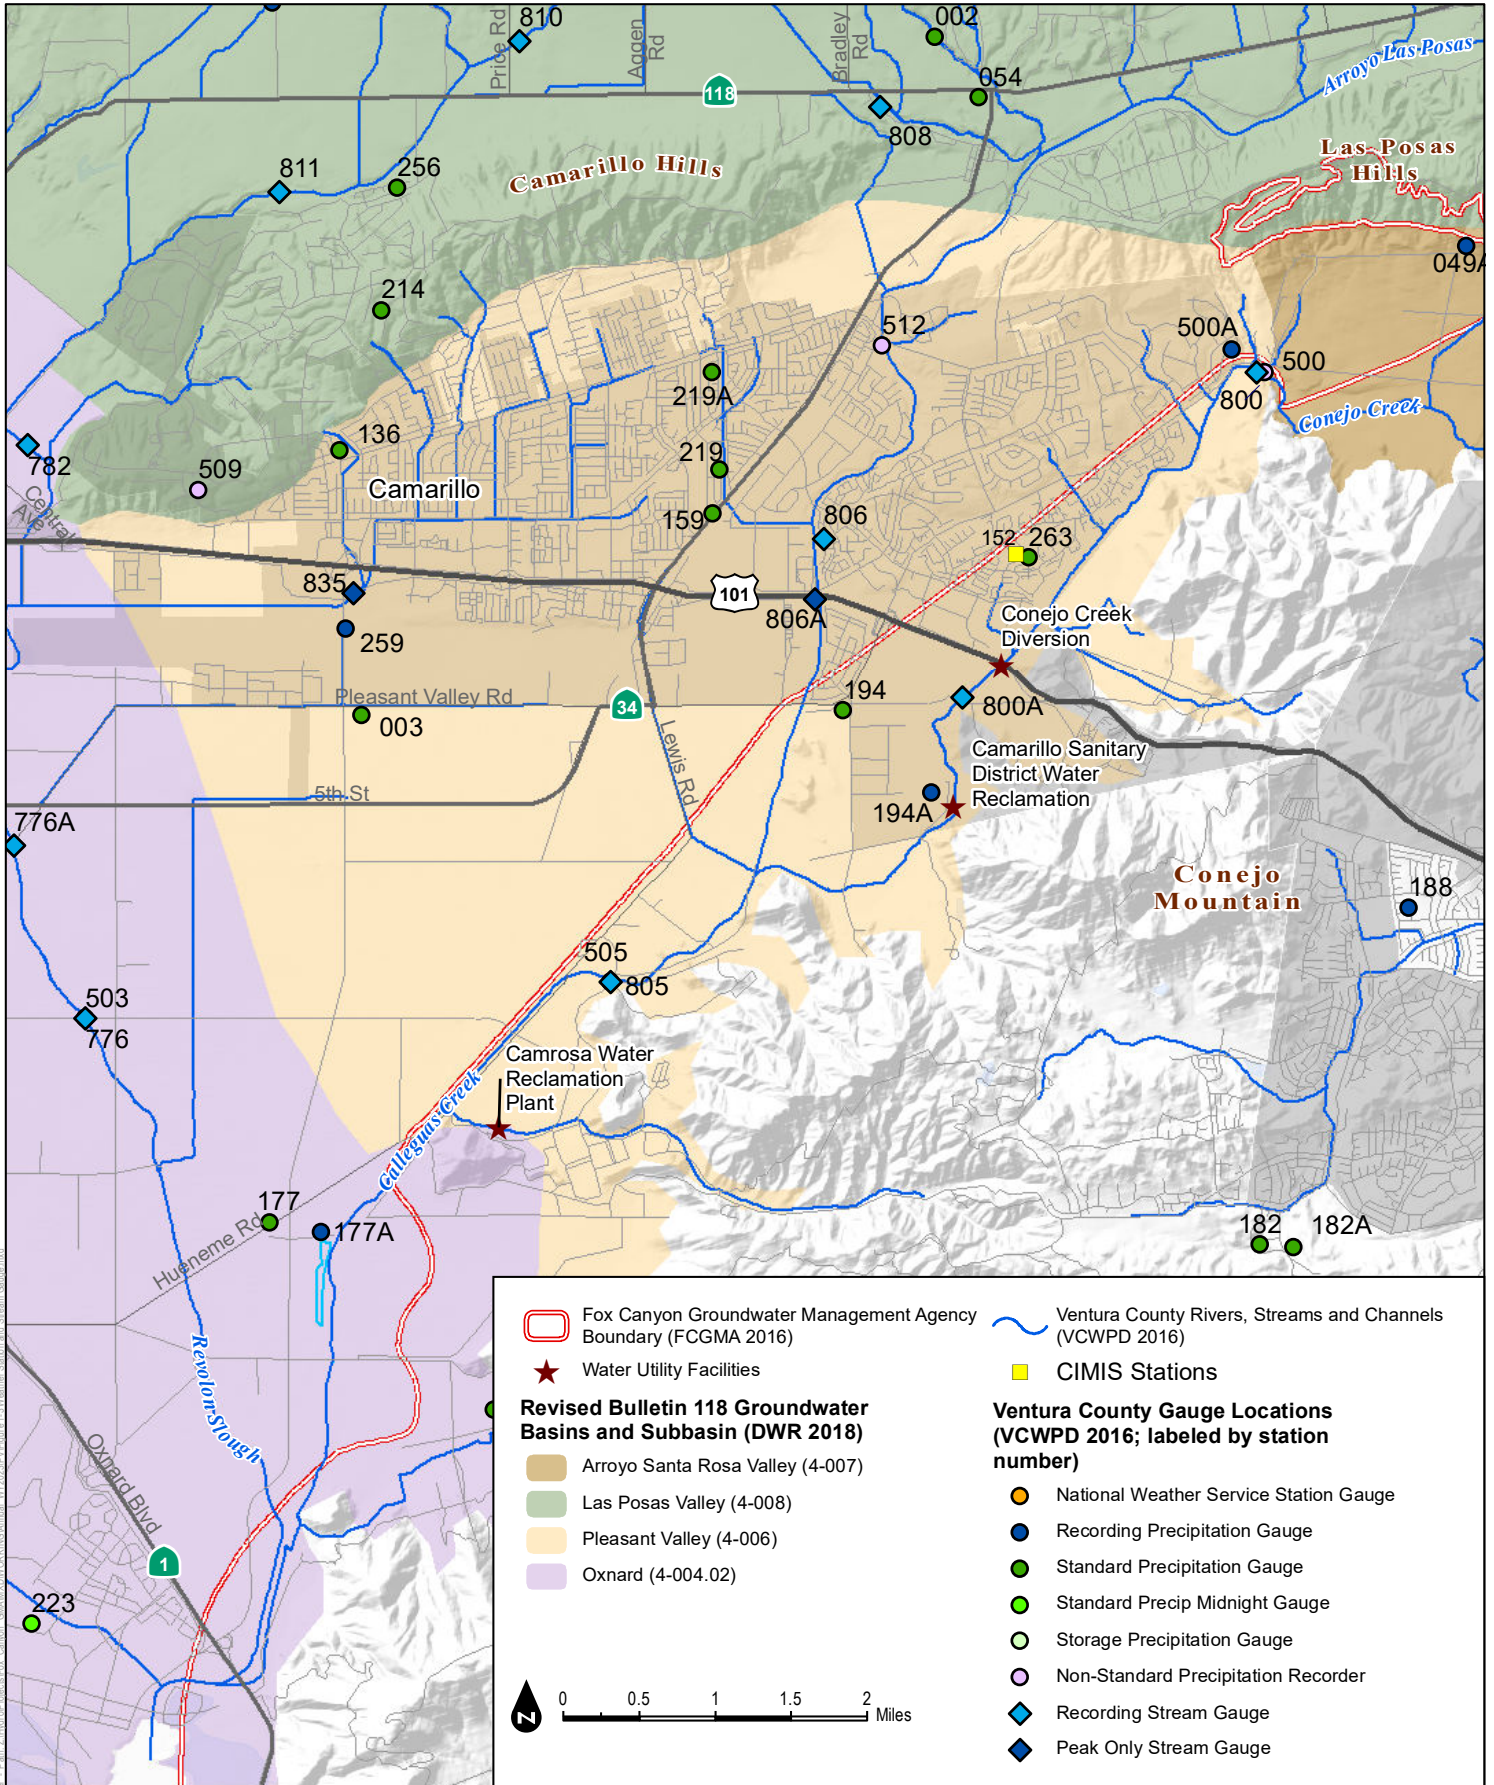 810
Price Rd
Aggen
Rd
Bradley
Rd
002
054
118
808
Arroyo Las Posas
Las Posas
Hills
Camarillo Hills
811
256
049A
214
512
500A
500
800
Conejo Creek
219A
136
219
782
509
Camarillo
Central
Ave
159
806
152
263
835
101
806A
Conejo Creek
Diversion
259
Pleasant Valley Rd
34
194
800A
003
Lewis Rd
Camarillo Sanitary
District Water
Reclamation
5th St
194A
776A
Conejo
Mountain
188
505
805
503
776
Camrosa Water
Reclamation
Plant
Calleguas Creek
177
177A
Hueneme Rd
182
182A
Revolon Slough
Oxnard Blvd
1
223
Fox Canyon Groundwater Management Agency
Boundary (FCGMA 2016)
Water Utility Facilities
Revised Bulletin 118 Groundwater
Basins and Subbasin (DWR 2018)
Arroyo Santa Rosa Valley (4-007)
Las Posas Valley (4-008)
Pleasant Valley (4-006)
Oxnard (4-004.02)
Ventura County Rivers, Streams and Channels
(VCWPD 2016)
CIMIS Stations
Ventura County Gauge Locations
(VCWPD 2016; labeled by station
number)
National Weather Service Station Gauge
Recording Precipitation Gauge
Standard Precipitation Gauge
Standard Precip Midnight Gauge
Storage Precipitation Gauge
Non-Standard Precipitation Recorder
Recording Stream Gauge
Peak Only Stream Gauge
N
0 0.5 1 1.5 2
Miles